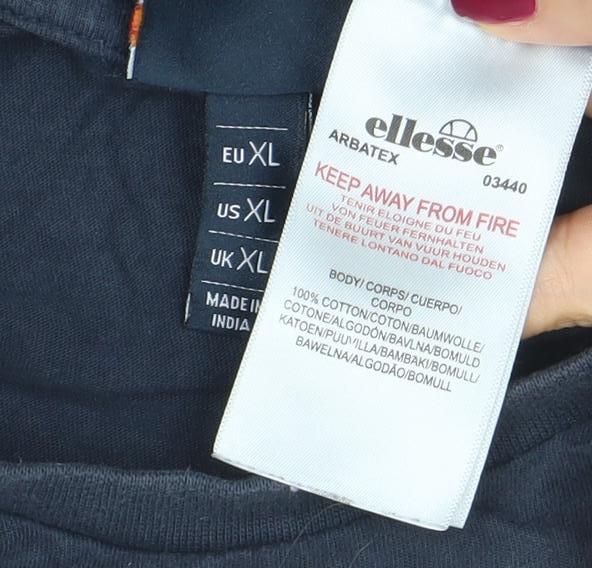 EU XL
US XL
UK XL
MADE IN
INDIA
ellesse®
ARBATEX
03440
KEEP AWAY FROM FIRE
TENIR ELOIGNE DU FEU
VON FEUER FERNHALTEN
UIT DE BUURT VAN VUUR HOUDEN
TENERE LONTANO DAL FUOCO
BODY/ CORPS/ CUERPO/
CORPO
100% COTTON/COTON/BAUMWOLLE/
COTONE/ALGODÓN/BAVLNA/BOMULD
KATOEN/PUUVILLA/BAMBAKI/BOMULL/
BAWELNA/ALGODÃO/BOMULL